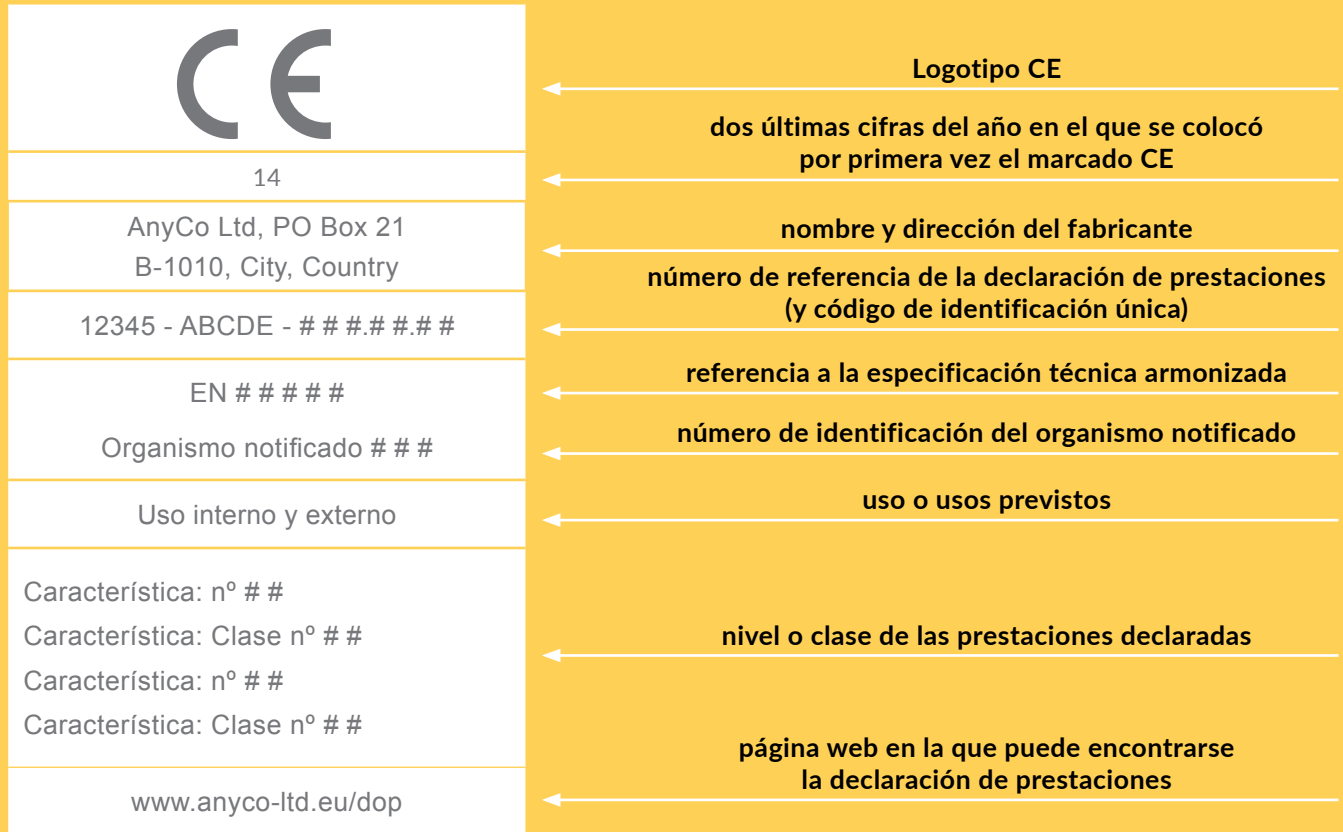 CE
Logotipo CE
dos últimas cifras del año en el que se colocó
por primera vez el marcado CE
14
AnyCo Ltd, PO Box 21
B-1010, City, Country
nombre y dirección del fabricante
número de referencia de la declaración de prestaciones
(y código de identificación única)
12345 - ABCDE - # # #.# #.# #
referencia a la especificación técnica armonizada
EN # # # # #
número de identificación del organismo notificado
Organismo notificado # # #
uso o usos previstos
Uso interno y externo
Característica: nº # #
Característica: Clase nº # #
Característica: nº # #
Característica: Clase nº # #
nivel o clase de las prestaciones declaradas
página web en la que puede encontrarse
la declaración de prestaciones
www.anyco-ltd.eu/dop